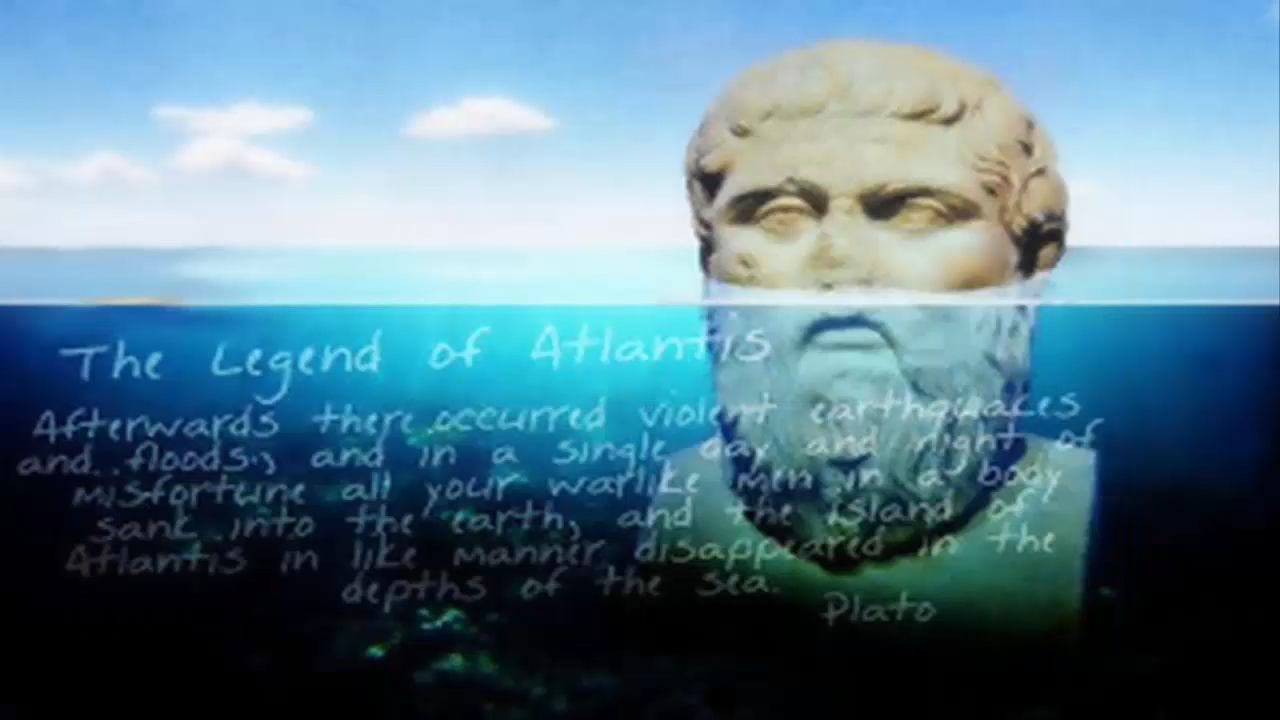 The Legend of Atlantis
Afterwards there occurred violent earthquakes
and floods, and in a single day and night of
misfortune all your warlike men in a body
sank into the earth, and the island of
Atlantis in like manner disappeared in the
depths of the sea.
Plato